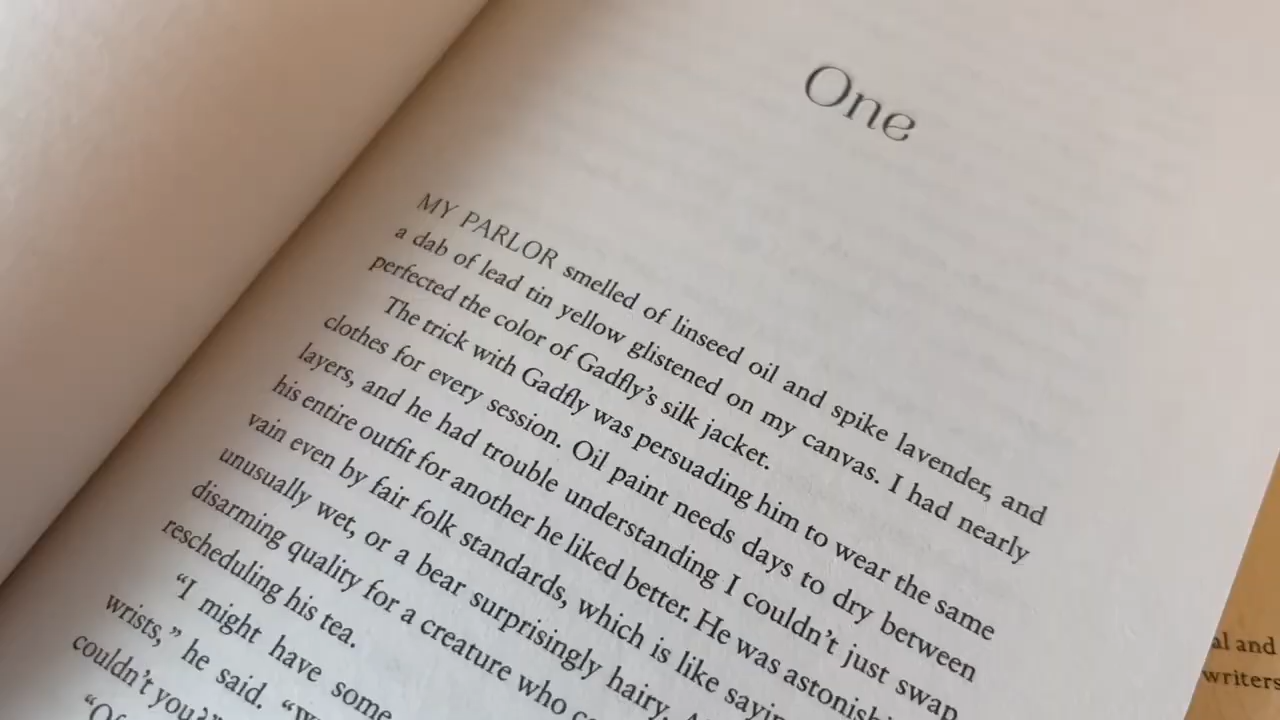 One
MY PARLOR smelled of linseed oil and spike lavender, and
a dab of lead tin yellow glistened on my canvas. I had nearly
perfected the color of Gadfly’s silk jacket.
The trick with Gadfly was persuading him to wear the same
clothes for every session. Oil paint needs days to dry between
layers, and he had trouble understanding I couldn’t just swap
his entire outfit for another he liked better. He was
vain even by fair folk standards, which is like
unusually wet, or a bear surprisingly hairy.
disarming quality for a creature who
rescheduling his tea.
“I might have some
wrists,” he said.
couldn’t you?”
and
writers